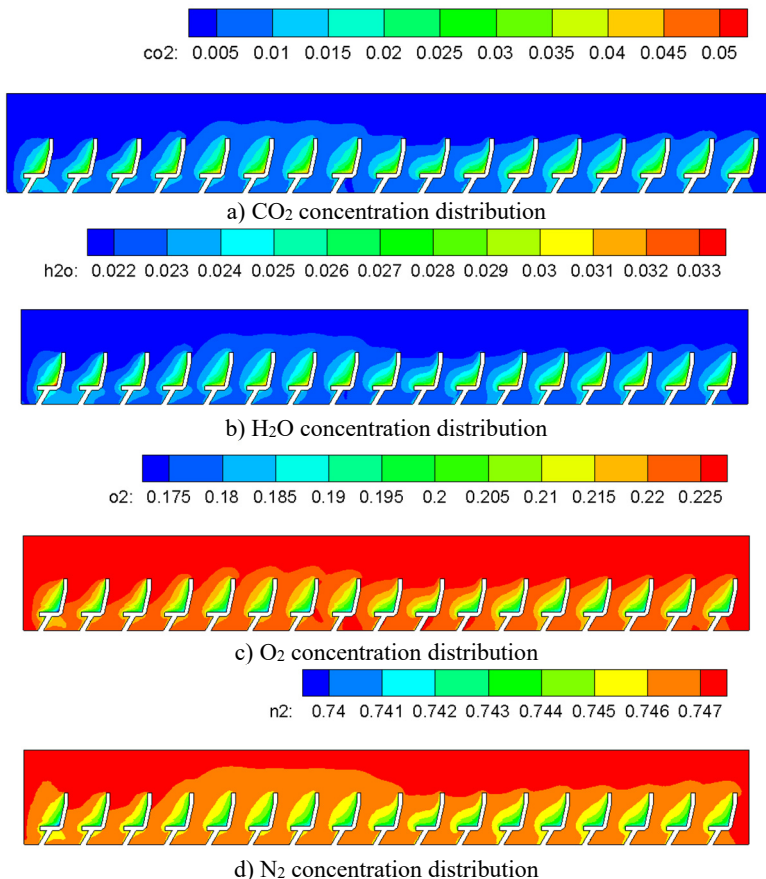 co2: 0.005 0.01 0.015 0.02 0.025 0.03 0.035 0.04 0.045 0.05
a) CO₂ concentration distribution
h2o: 0.022 0.023 0.024 0.025 0.026 0.027 0.028 0.029 0.03 0.031 0.032 0.033
b) H₂O concentration distribution
o2: 0.175 0.18 0.185 0.19 0.195 0.2 0.205 0.21 0.215 0.22 0.225
c) O₂ concentration distribution
n2: 0.74 0.741 0.742 0.743 0.744 0.745 0.746 0.747
d) N₂ concentration distribution